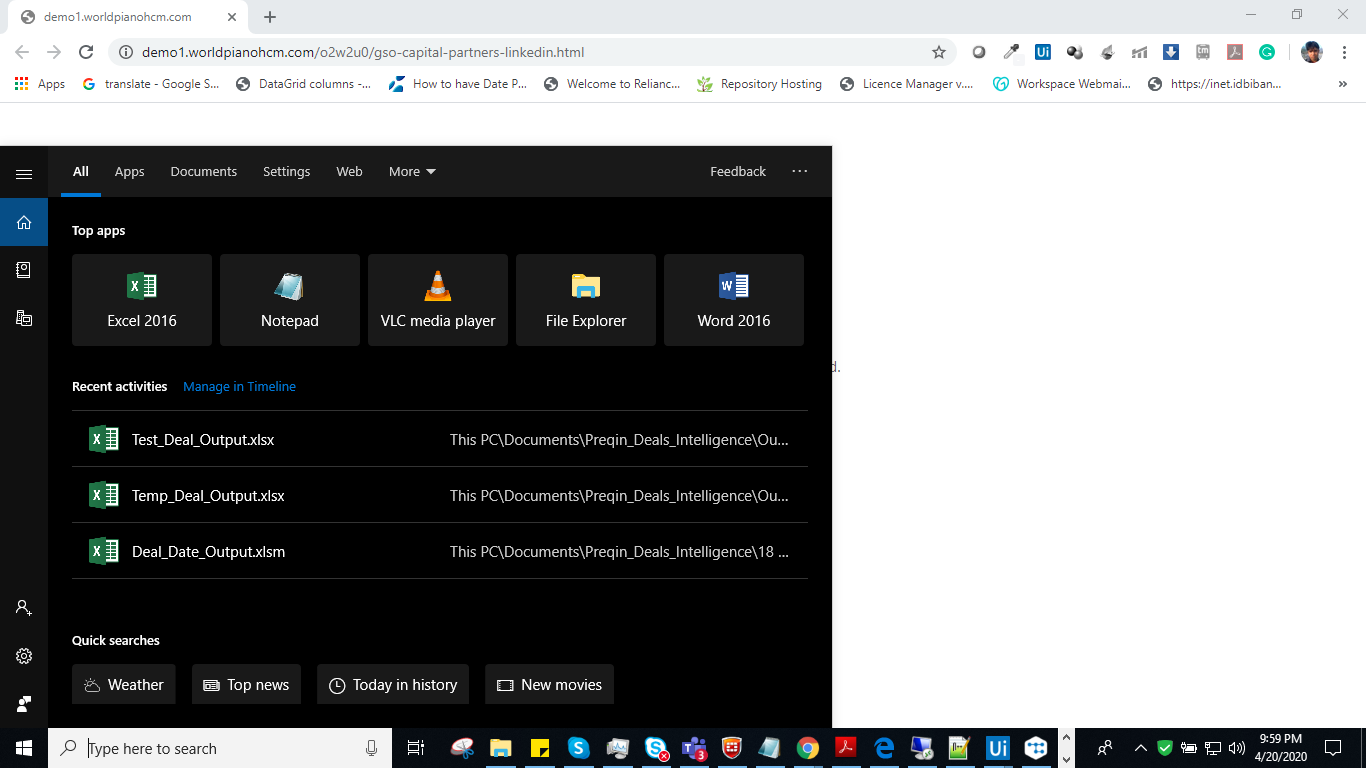 demo1.worldpianohcm.com
demo1.worldpianohcm.com/o2w2u0/gso-capital-partners-linkedin.html
Apps
translate - Google S...
DataGrid columns -...
How to have Date P...
Welcome to Relianc...
Repository Hosting
Licence Manager v....
Workspace Webmai...
https://inet.idbiban...
»
All
Apps
Documents
Settings
Web
More
Feedback
Top apps
Excel 2016
Notepad
VLC media player
File Explorer
Word 2016
d.
Recent activities
Manage in Timeline
Test_Deal_Output.xlsx
This PC\Documents\Preqin_Deals_Intelligence\Ou...
Temp_Deal_Output.xlsx
This PC\Documents\Preqin_Deals_Intelligence\Ou...
Deal_Date_Output.xlsm
This PC\Documents\Preqin_Deals_Intelligence\18 ...
Quick searches
Weather
Top news
Today in history
New movies
Type here to search
9:59 PM
4/20/2020